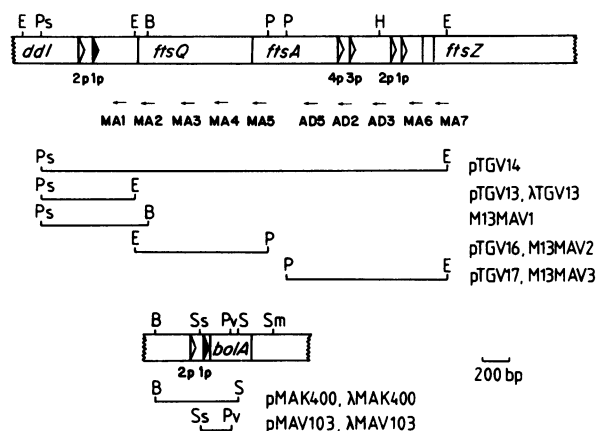 E Ps E B P P H E
ddl ftsQ ftsA ftsZ
2p 1p 4p 3p 2p 1p
MA1 MA2 MA3 MA4 MA5 AD5 AD2 AD3 MA6 MA7
Ps E pTGV14
Ps E pTGV13, λTGV13
Ps B M13MAV1
E P pTGV16, M13MAV2
P E pTGV17, M13MAV3
B Ss Pv S Sm
bolA
2p 1p
200 bp
B S pMAK400, λMAK400
Ss Pv pMAV103, λMAV103